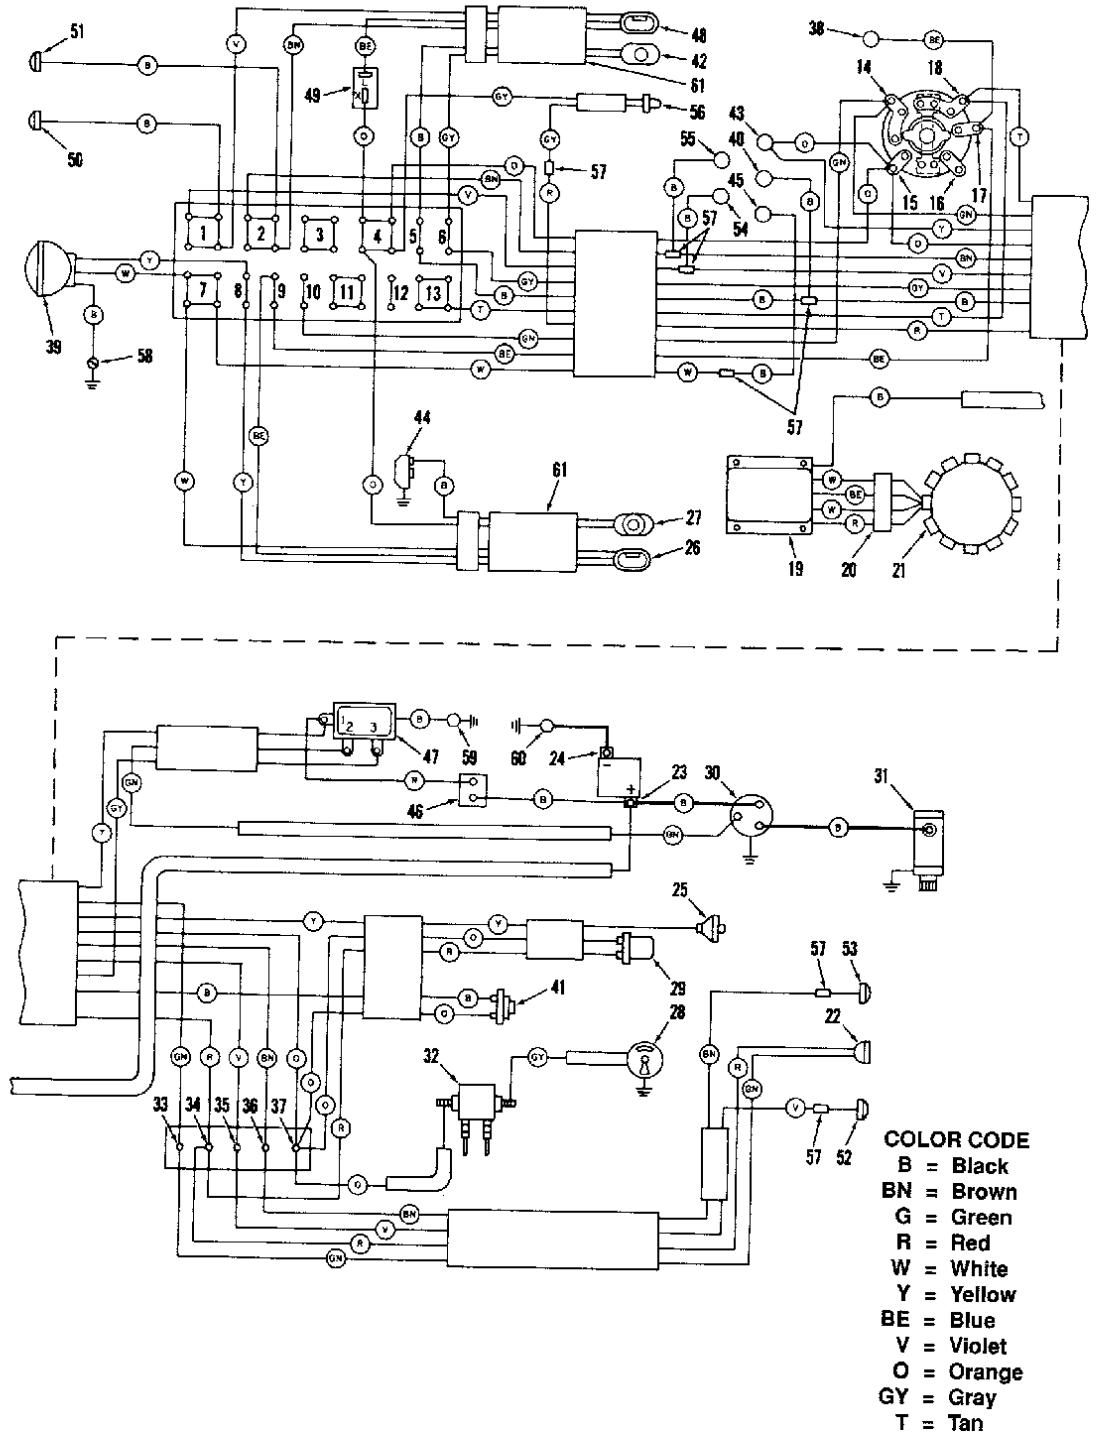 51
V
BN
BE
48
42
61
49
B
B
50
O
B
GY
GY
56
GY
57
R
38
BE
14
18
43
O
55
40
45
B
B
54
57
B
GN
O
15
16
17
T
BN
V
O
1
2
3
4
5
6
7
8
9
10
11
12
13
Y
W
B
39
58
GY
B
T
GN
BE
W
GN
Y
O
BN
V
GY
B
B
T
R
BE
W
B
57
B
44
BE
W
Y
O
B
61
27
26
W
BE
W
R
19
20
21
1
2
3
47
B
59
60
24
-
+
23
30
31
R
46
B
B
B
GN
GY
T
GN
25
Y
Y
O
R
29
B
B
O
41
28
57
53
22
GN
R
V
BN
O
O
O
R
32
GY
BN
R
GN
V
57
52
33
34
35
36
37
O
BN
V
R
GN
COLOR CODE
B = Black
BN = Brown
G = Green
R = Red
W = White
Y = Yellow
BE = Blue
V = Violet
O = Orange
GY = Gray
T = Tan